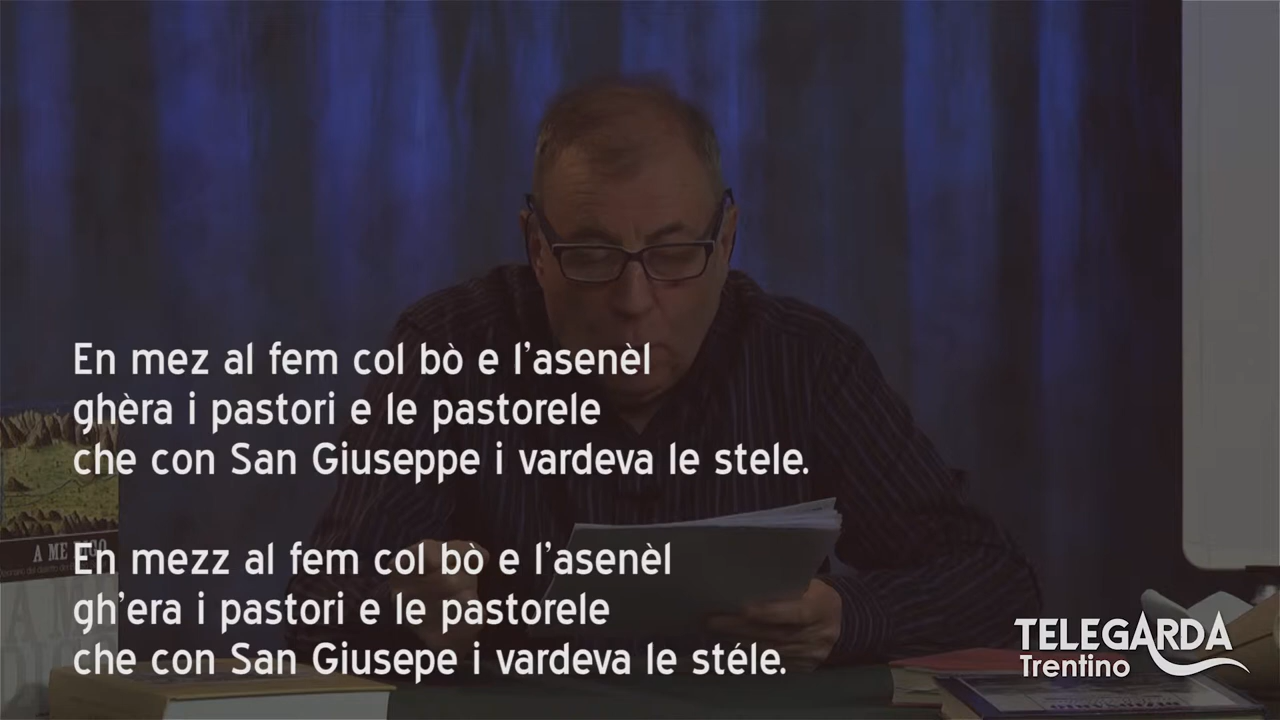 En mez al fem col bò e l'asenèl
ghèra i pastori e le pastorele
che con San Giuseppe i vardeva le stele.
En mezz al fem col bò e l'asenèl
gh'era i pastori e le pastorele
che con San Giusepe i vardeva le stéle.
A ME DIGO
TELEGARDA
Trentino